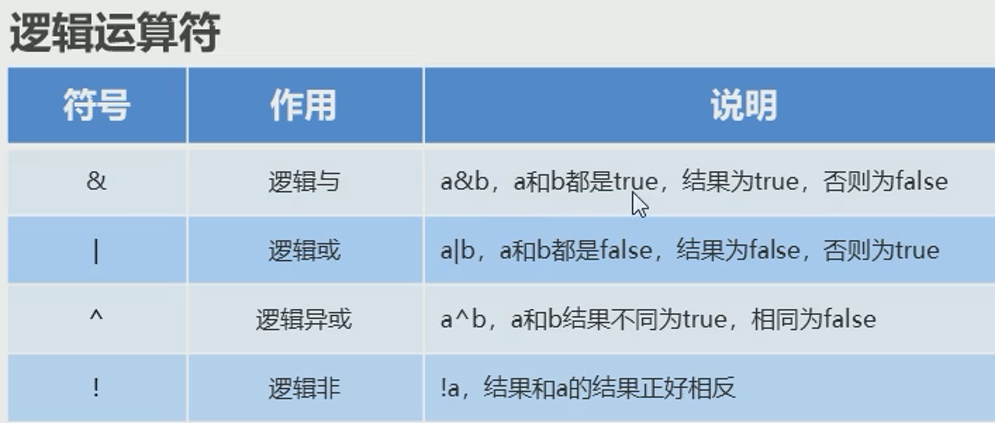 逻辑运算符
符号 作用 说明
& 逻辑与 a&b，a和b都是true，结果为true，否则为false
| 逻辑或 a|b，a和b都是false，结果为false，否则为true
^ 逻辑异或 a^b，a和b结果不同为true，相同为false
! 逻辑非 !a，结果和a的结果正好相反